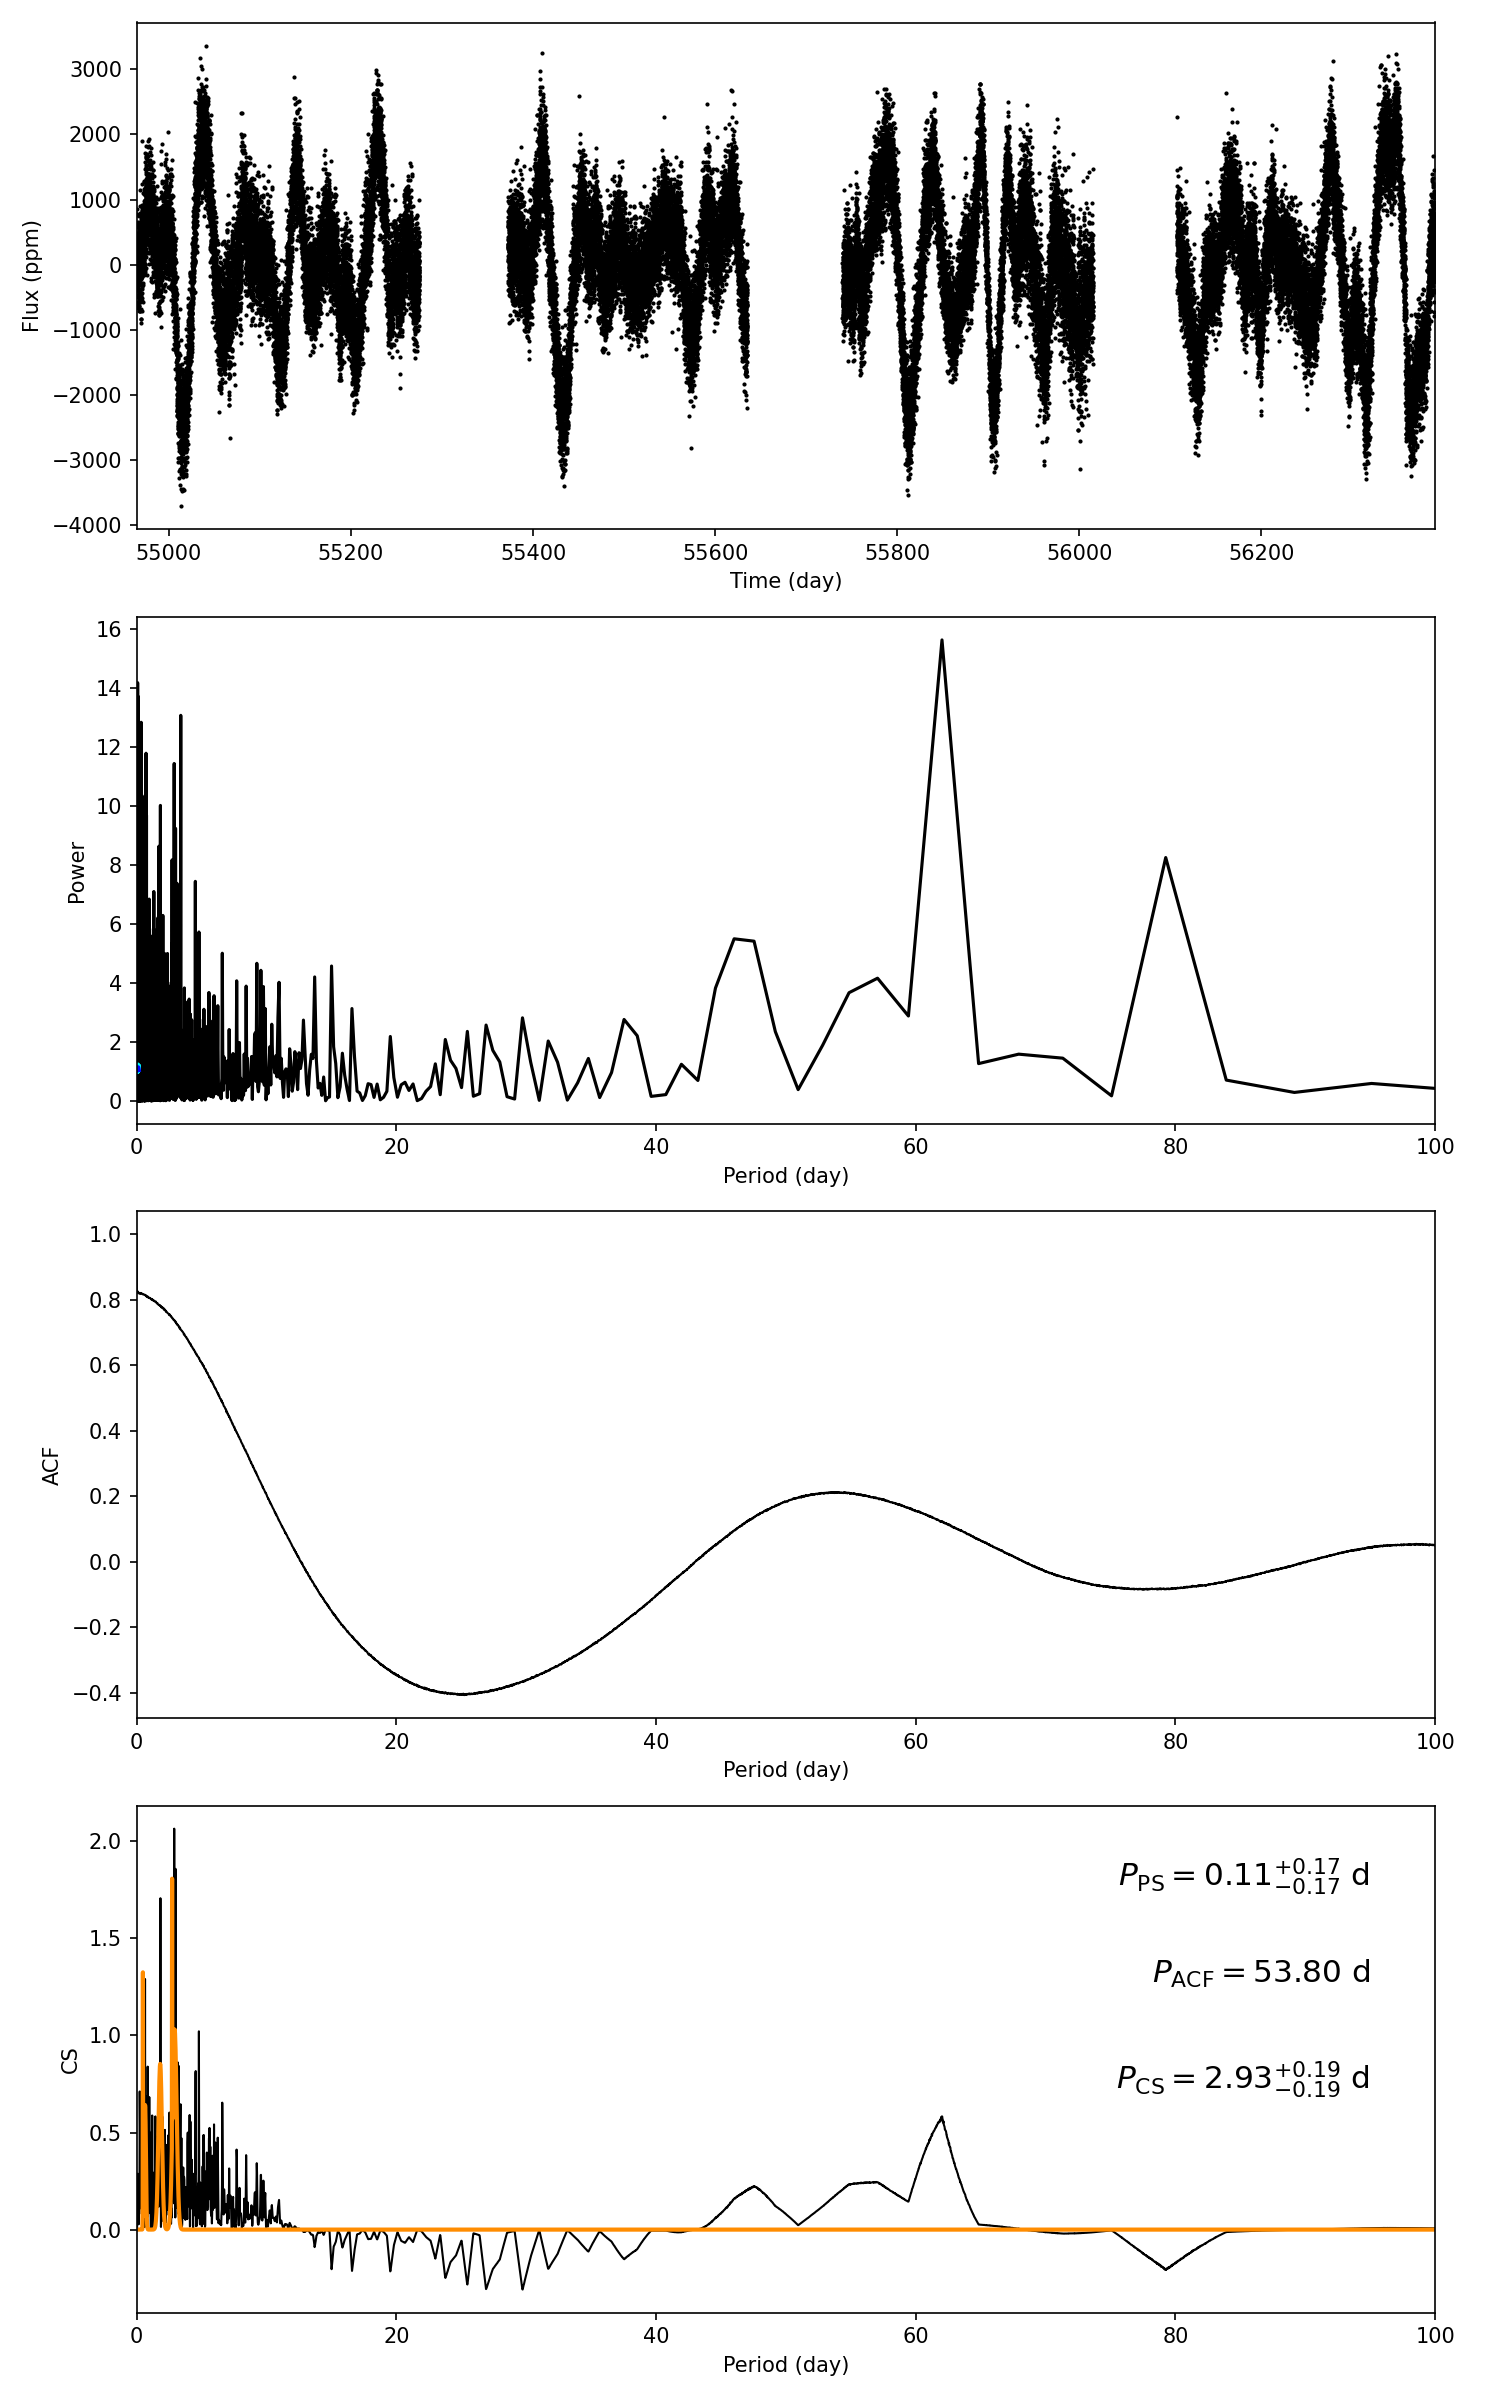 3000
2000
1000
0
−1000
−2000
−3000
−4000
Flux (ppm)
55000 55200 55400 55600 55800 56000 56200
Time (day)
16
14
12
10
8
6
4
2
0
Power
0 20 40 60 80 100
Period (day)
1.0
0.8
0.6
0.4
0.2
0.0
−0.2
−0.4
ACF
0 20 40 60 80 100
Period (day)
2.0
1.5
1.0
0.5
0.0
CS
P_PS = 0.11^{+0.17}_{−0.17} d
P_ACF = 53.80 d
P_CS = 2.93^{+0.19}_{−0.19} d
0 20 40 60 80 100
Period (day)